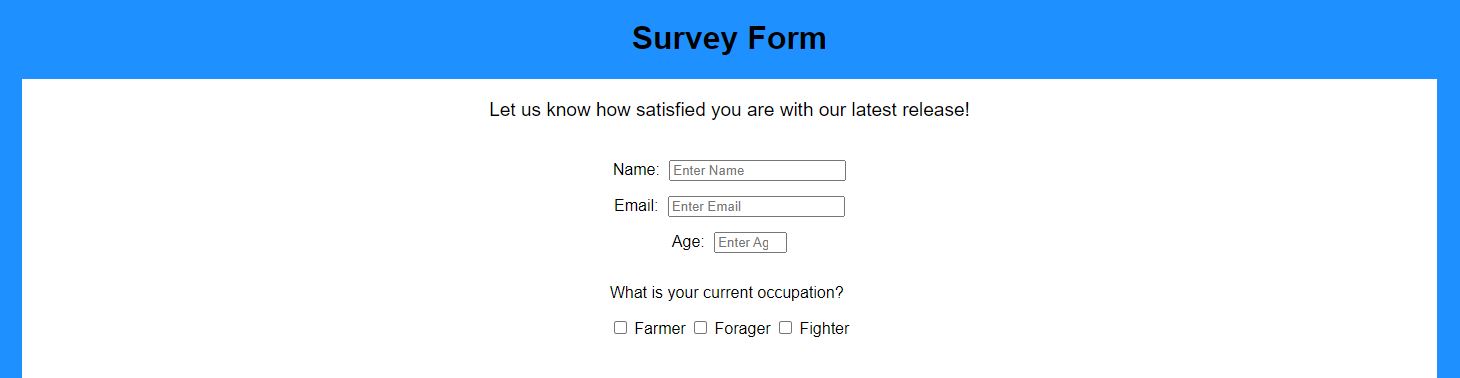 Survey Form
Let us know how satisfied you are with our latest release!
Name: Enter Name
Email: Enter Email
Age: Enter Ag
What is your current occupation?
Farmer Forager Fighter